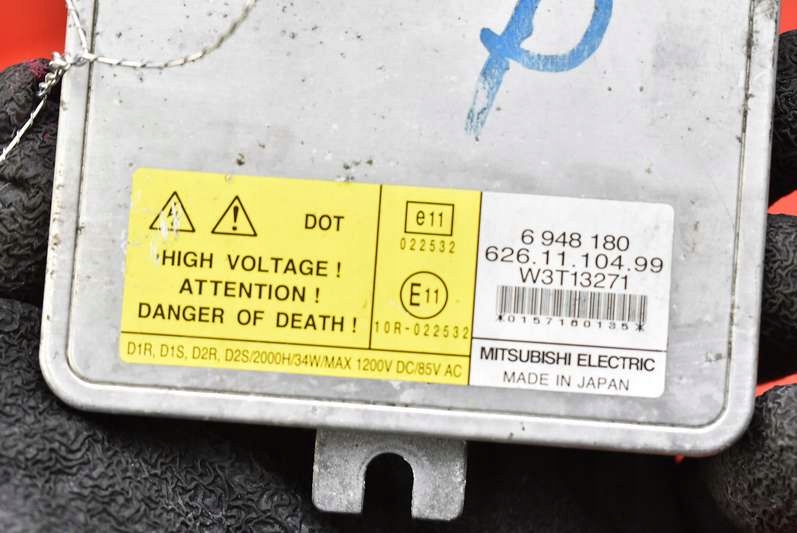 DOT
HIGH VOLTAGE !
ATTENTION !
DANGER OF DEATH !
D1R, D1S, D2R, D2S/2000H/34W/MAX 1200V DC/85V AC
e11
022532
E11
10R-022532
6 948 180
626.11.104.99
W3T13271
*0157180135*
MITSUBISHI ELECTRIC
MADE IN JAPAN